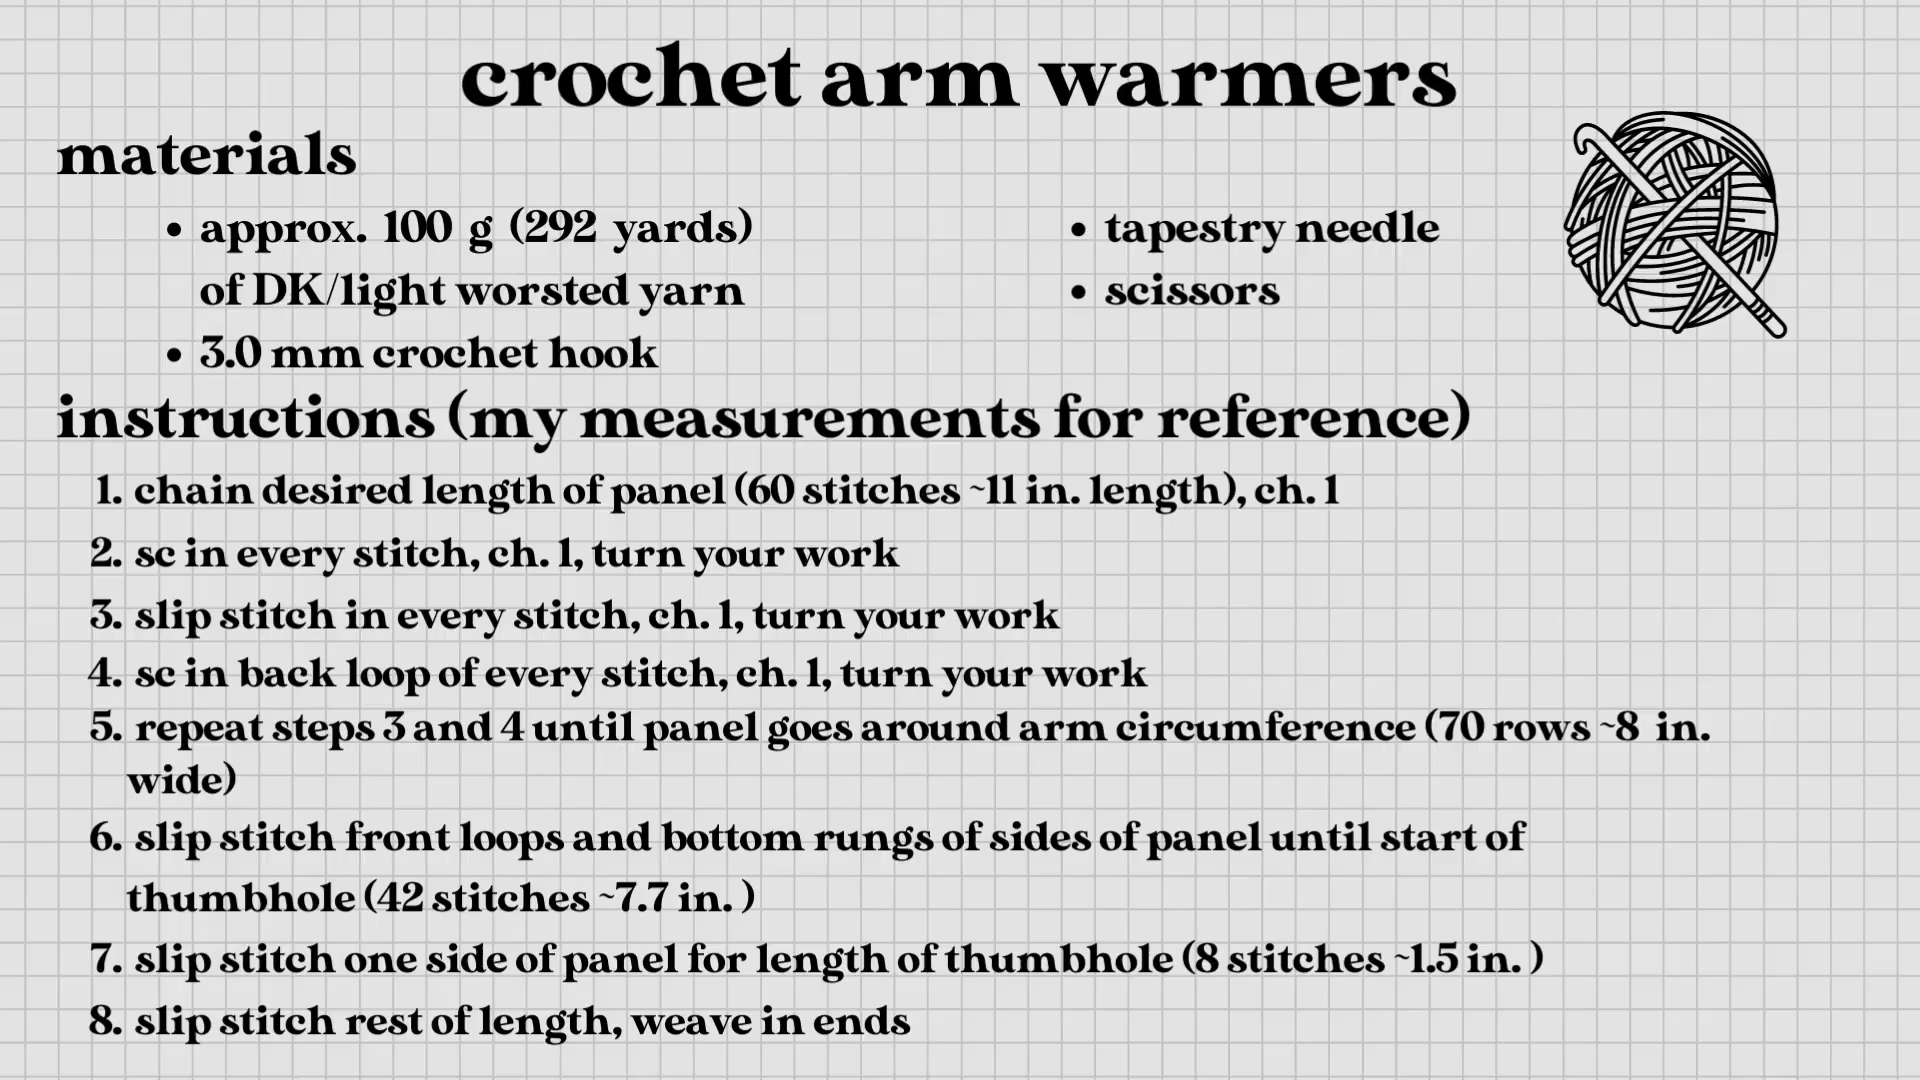 crochet arm warmers
materials
• approx. 100 g (292 yards)
of DK/light worsted yarn
• 3.0 mm crochet hook
• tapestry needle
• scissors
instructions (my measurements for reference)
1. chain desired length of panel (60 stitches ~11 in. length), ch. 1
2. sc in every stitch, ch. 1, turn your work
3. slip stitch in every stitch, ch. 1, turn your work
4. sc in back loop of every stitch, ch. 1, turn your work
5. repeat steps 3 and 4 until panel goes around arm circumference (70 rows ~8 in.
wide)
6. slip stitch front loops and bottom rungs of sides of panel until start of
thumbhole (42 stitches ~7.7 in. )
7. slip stitch one side of panel for length of thumbhole (8 stitches ~1.5 in. )
8. slip stitch rest of length, weave in ends